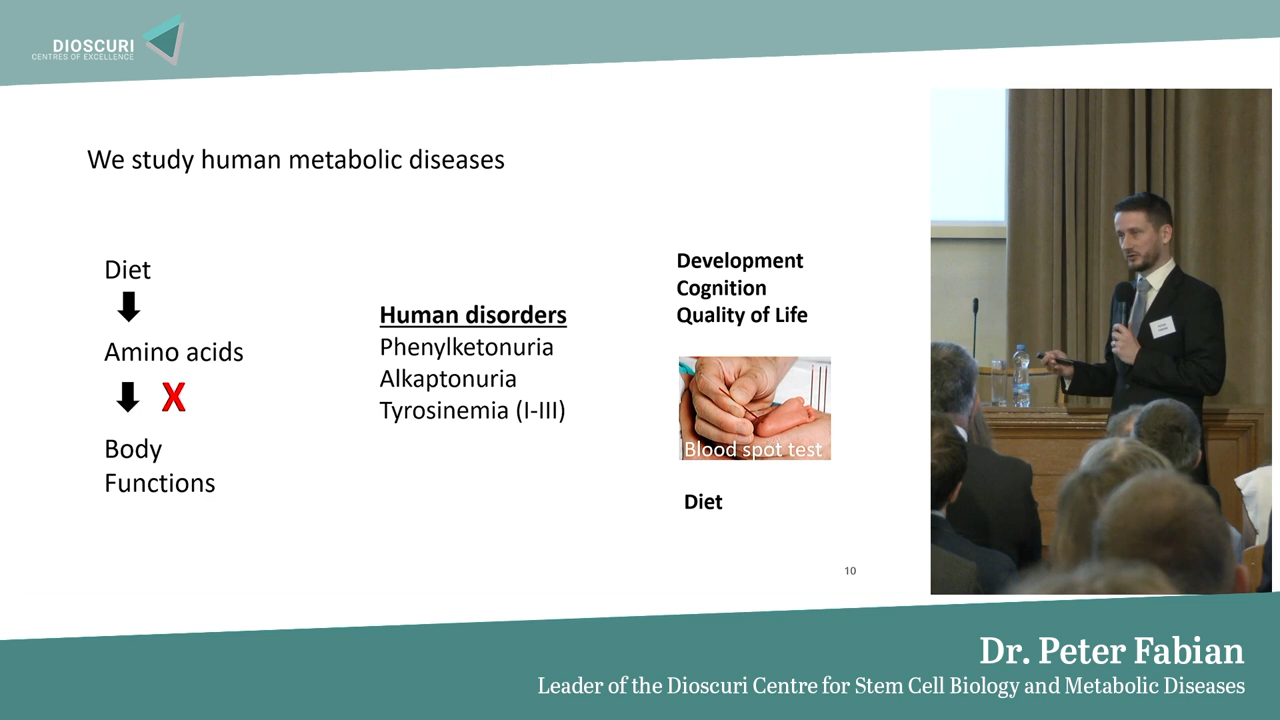 DIOSCURI
CENTRES OF EXCELLENCE
We study human metabolic diseases
Diet
Amino acids
X
Body
Functions
Human disorders
Phenylketonuria
Alkaptonuria
Tyrosinemia (I-III)
Development
Cognition
Quality of Life
Blood spot test
Diet
10
Dr. Peter Fabian
Leader of the Dioscuri Centre for Stem Cell Biology and Metabolic Diseases